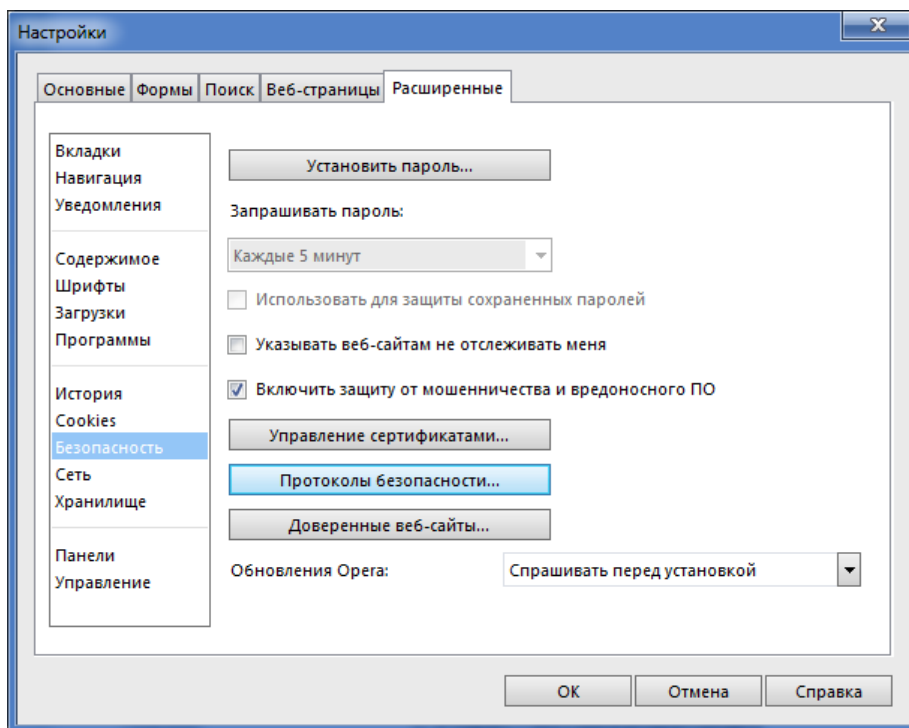 Настройки
Основные Формы Поиск Веб-страницы Расширенные
Вкладки
Навигация
Уведомления
Содержимое
Шрифты
Загрузки
Программы
История
Cookies
Безопасность
Сеть
Хранилище
Панели
Управление
Установить пароль...
Запрашивать пароль:
Каждые 5 минут
Использовать для защиты сохраненных паролей
Указывать веб-сайтам не отслеживать меня
Включить защиту от мошенничества и вредоносного ПО
Управление сертификатами...
Протоколы безопасности...
Доверенные веб-сайты...
Обновления Opera: Спрашивать перед установкой
ОК Отмена Справка